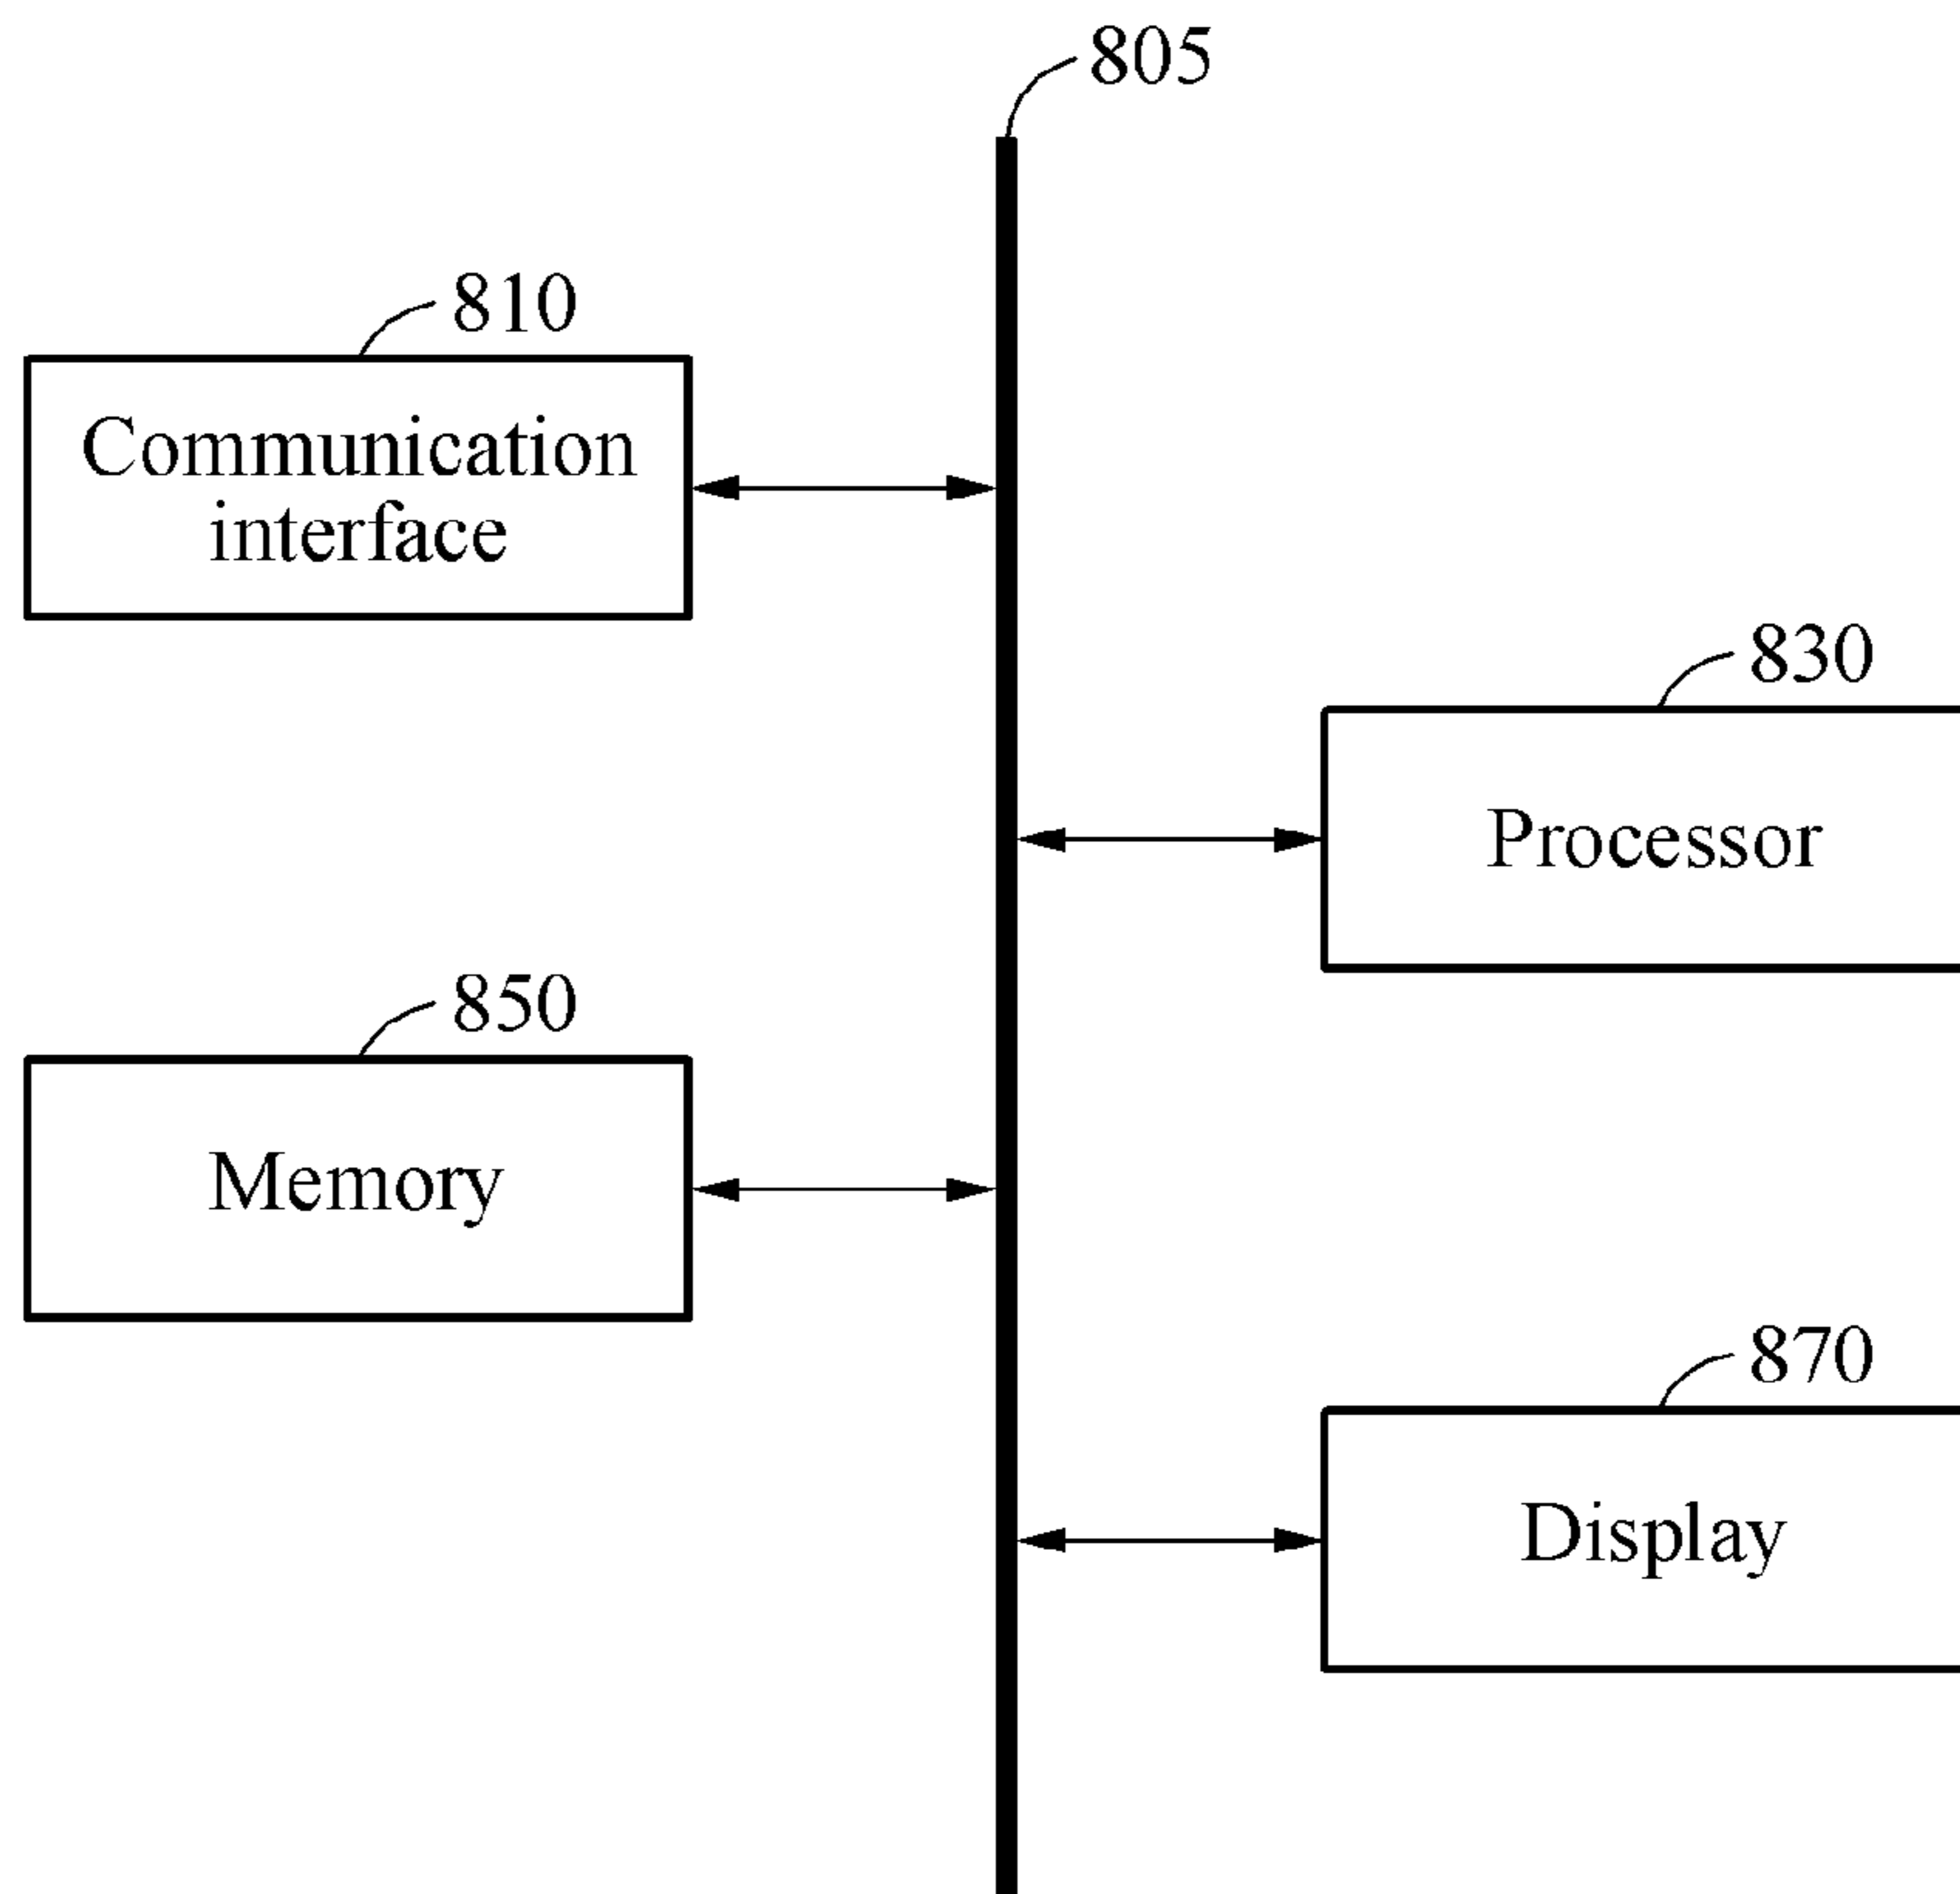 805
810
Communication
interface
830
Processor
850
Memory
870
Display